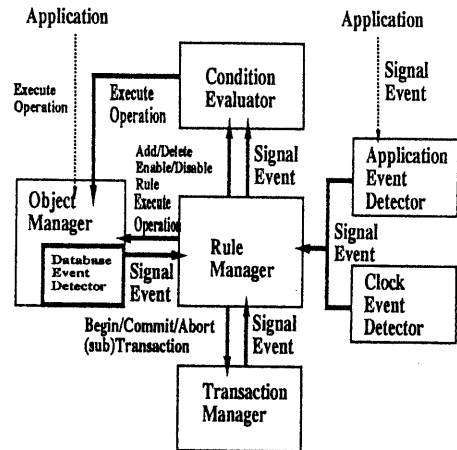 Application
Application
Execute
Operation
Execute
Operation
Condition
Evaluator
Signal
Event
Add/Delete
Enable/Disable
Rule
Execute
Operation
Signal
Event
Application
Event
Detector
Object
Manager
Database
Event
Detector
Signal
Event
Rule
Manager
Signal
Event
Clock
Event
Detector
Begin/Commit/Abort
(sub)Transaction
Signal
Event
Transaction
Manager